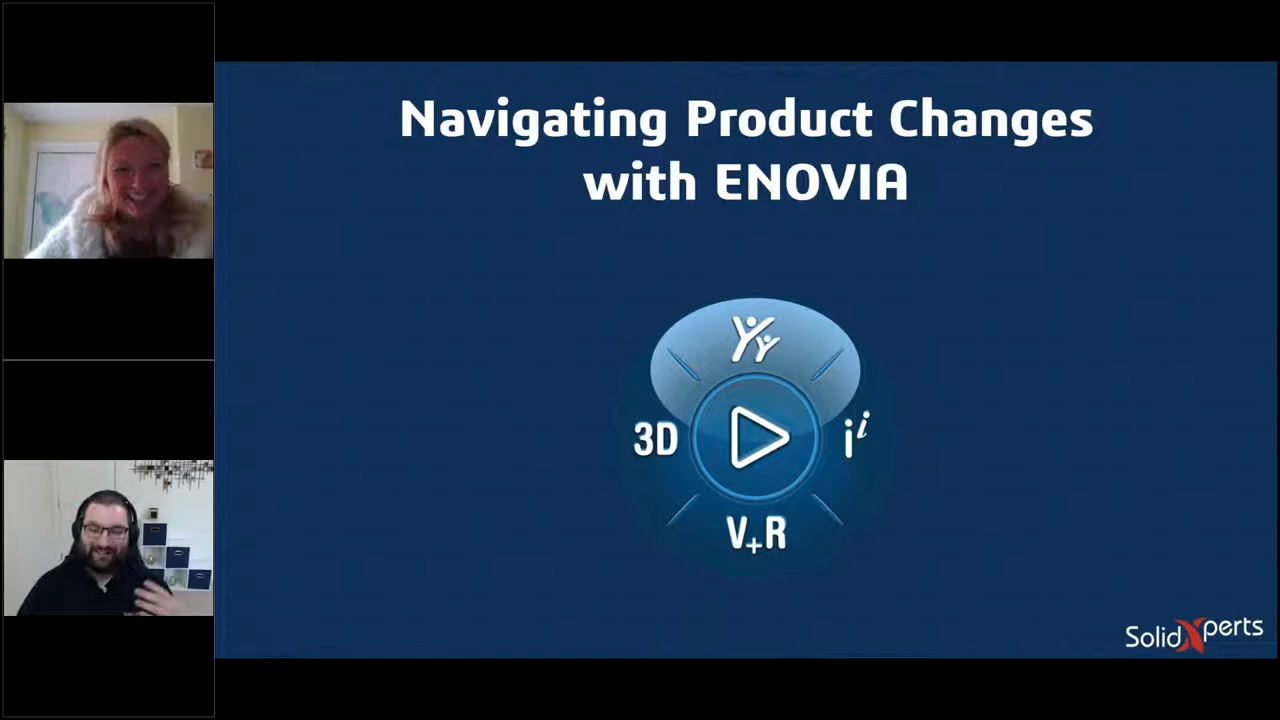 Navigating Product Changes
with ENOVIA
3D
i i
V+R
SolidXperts